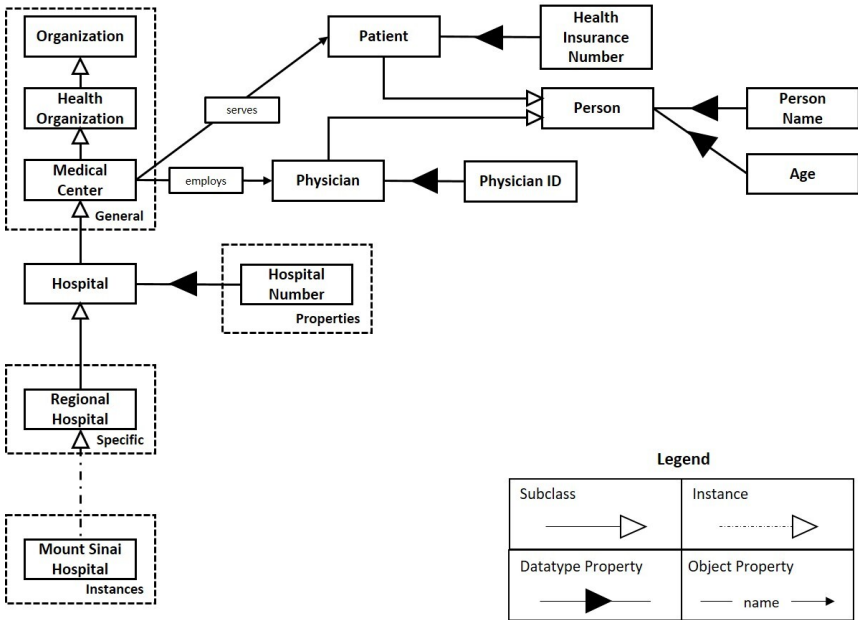 Organization
Health
Organization
Medical
Center
General
serves
employs
Patient
Health
Insurance
Number
Person
Person
Name
Age
Physician
Physician ID
Hospital
Hospital
Number
Properties
Regional
Hospital
Specific
Mount Sinai
Hospital
Instances
Legend
Subclass
Instance
Datatype Property
Object Property
name